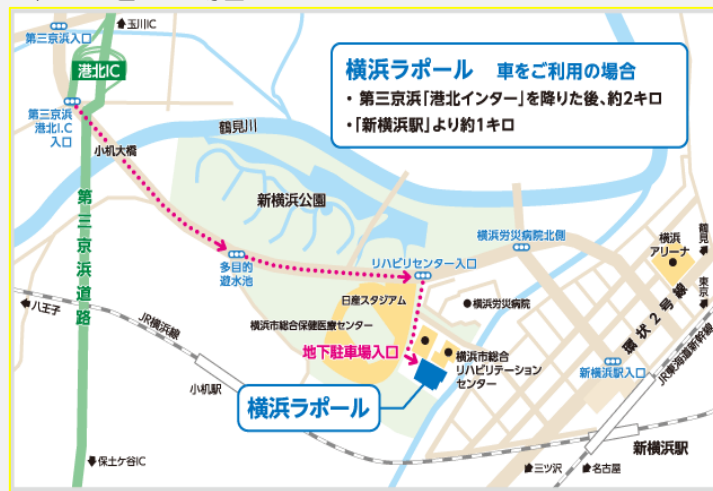 玉川IC
第三京浜入口
港北IC
第三京浜
港北I.C
入口
横浜ラポール 車をご利用の場合
・ 第三京浜「港北インター」を降りた後、約2キロ
・「新横浜駅」より約1キロ
鶴見川
小机大橋
新横浜公園
第三京浜道路
多目的
遊水池
リハビリセンター入口
横浜労災病院北側
横浜
アリーナ
鶴見
東京
環状2号線
JR東海道新幹線
八王子
JR横浜線
日産スタジアム
横浜労災病院
横浜市総合保健医療センター
地下駐車場入口
横浜市総合
リハビリテーション
センター
新横浜駅入口
小机駅
横浜ラポール
新横浜駅
保土ケ谷IC
三ツ沢
名古屋